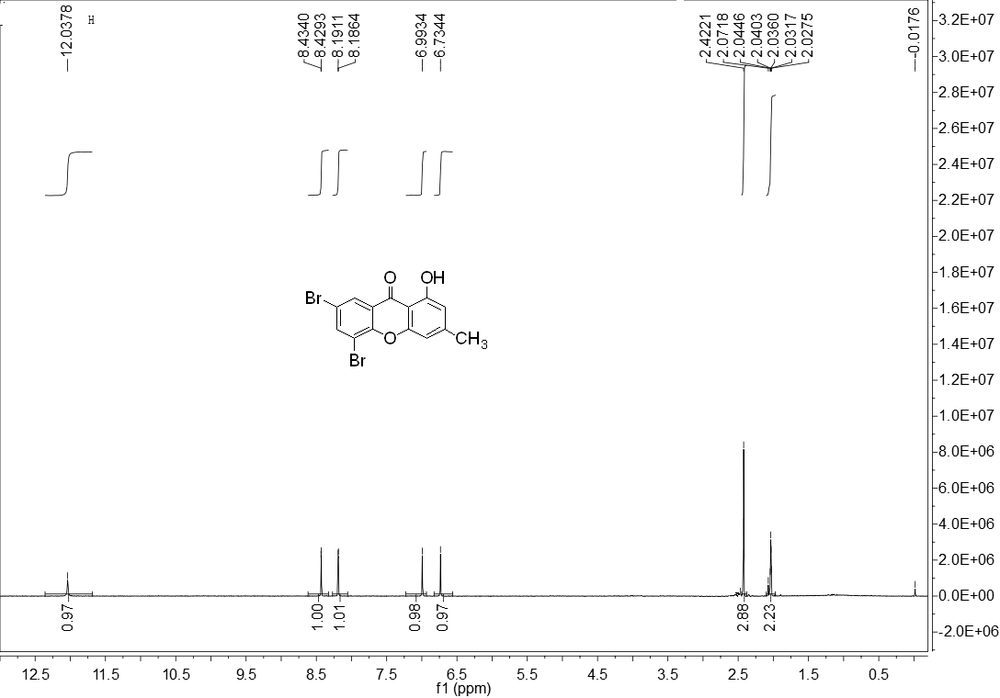 12.0378
H
8.4340
8.4293
8.1911
8.1864
6.9934
6.7344
2.4221
2.0718
2.0446
2.0403
2.0360
2.0317
2.0275
-0.0176
3.2E+07
3.0E+07
2.8E+07
2.6E+07
2.4E+07
2.2E+07
2.0E+07
1.8E+07
1.6E+07
1.4E+07
1.2E+07
1.0E+07
8.0E+06
6.0E+06
4.0E+06
2.0E+06
0.0E+00
-2.0E+06
O OH
Br
O CH3
Br
0.97
1.00
1.01
0.98
0.97
2.88
2.23
12.5 11.5 10.5 9.5 8.5 7.5 6.5 5.5 4.5 3.5 2.5 1.5 0.5
f1 (ppm)